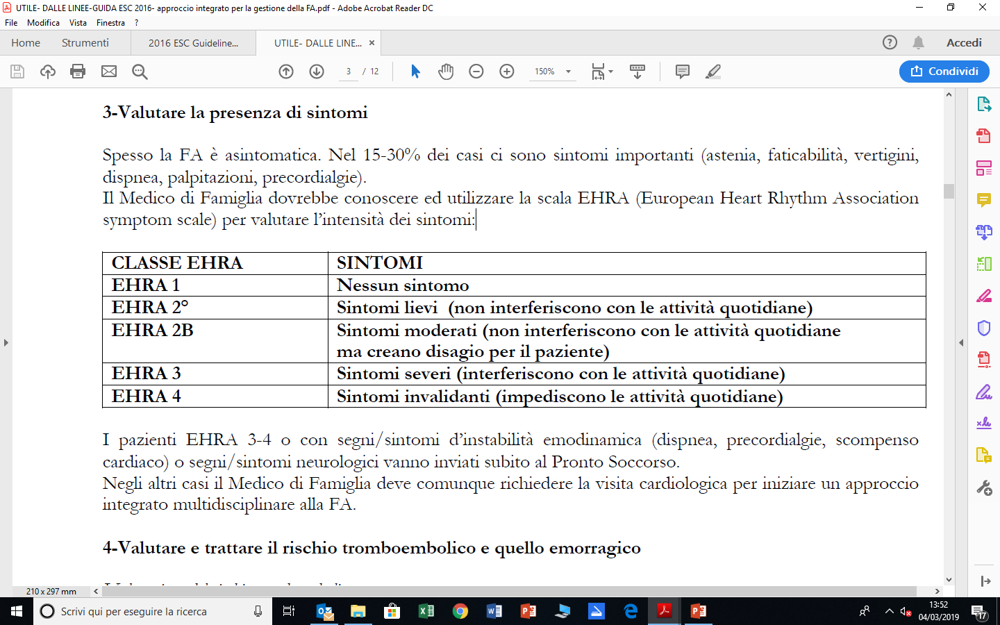 UTILE- DALLE LINEE-GUIDA ESC 2016- approccio integrato per la gestione della FA.pdf - Adobe Acrobat Reader DC
File Modifica Vista Finestra ?
Home Strumenti 2016 ESC Guideline... UTILE- DALLE LINE... × Accedi
3 / 12 150% Condividi
3-Valutare la presenza di sintomi
Spesso la FA è asintomatica. Nel 15-30% dei casi ci sono sintomi importanti (astenia, faticabilità, vertigini,
dispnea, palpitazioni, precordialgie).
Il Medico di Famiglia dovrebbe conoscere ed utilizzare la scala EHRA (European Heart Rhythm Association
symptom scale) per valutare l'intensità dei sintomi:
CLASSE EHRA SINTOMI
EHRA 1 Nessun sintomo
EHRA 2° Sintomi lievi (non interferiscono con le attività quotidiane)
EHRA 2B Sintomi moderati (non interferiscono con le attività quotidiane
ma creano disagio per il paziente)
EHRA 3 Sintomi severi (interferiscono con le attività quotidiane)
EHRA 4 Sintomi invalidanti (impediscono le attività quotidiane)
I pazienti EHRA 3-4 o con segni/sintomi d'instabilità emodinamica (dispnea, precordialgie, scompenso
cardiaco) o segni/sintomi neurologici vanno inviati subito al Pronto Soccorso.
Negli altri casi il Medico di Famiglia deve comunque richiedere la visita cardiologica per iniziare un approccio
integrato multidisciplinare alla FA.
4-Valutare e trattare il rischio tromboembolico e quello emorragico
210 x 297 mm
Scrivi qui per eseguire la ricerca
13:52
04/03/2019
17